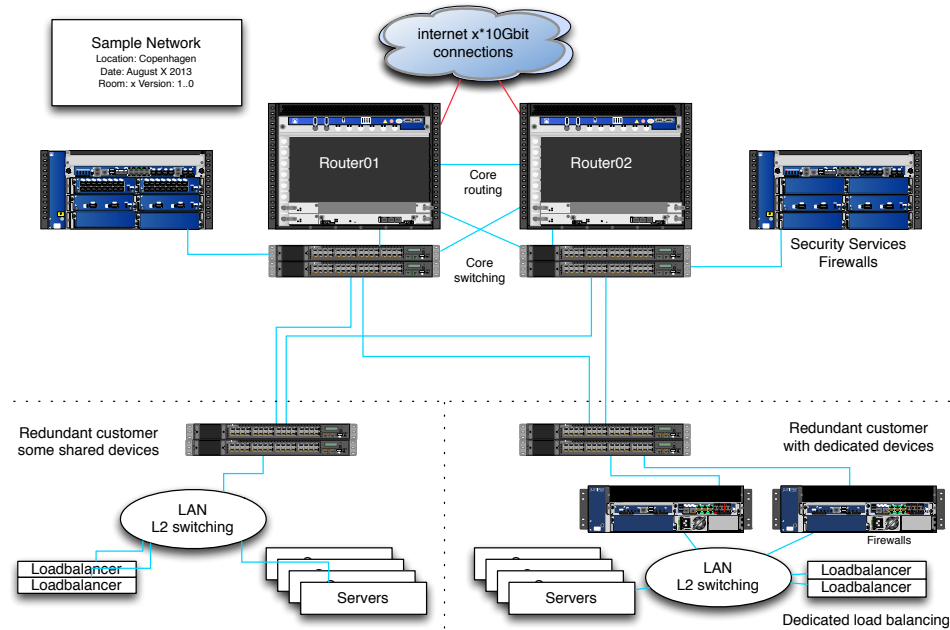 Sample Network
Location: Copenhagen
Date: August X 2013
Room: x Version: 1..0
internet x*10Gbit
connections
Router01
Router02
Core
routing
Core
switching
Security Services
Firewalls
Redundant customer
some shared devices
Redundant customer
with dedicated devices
LAN
L2 switching
Loadbalancer
Loadbalancer
Servers
Firewalls
LAN
L2 switching
Servers
Loadbalancer
Loadbalancer
Dedicated load balancing